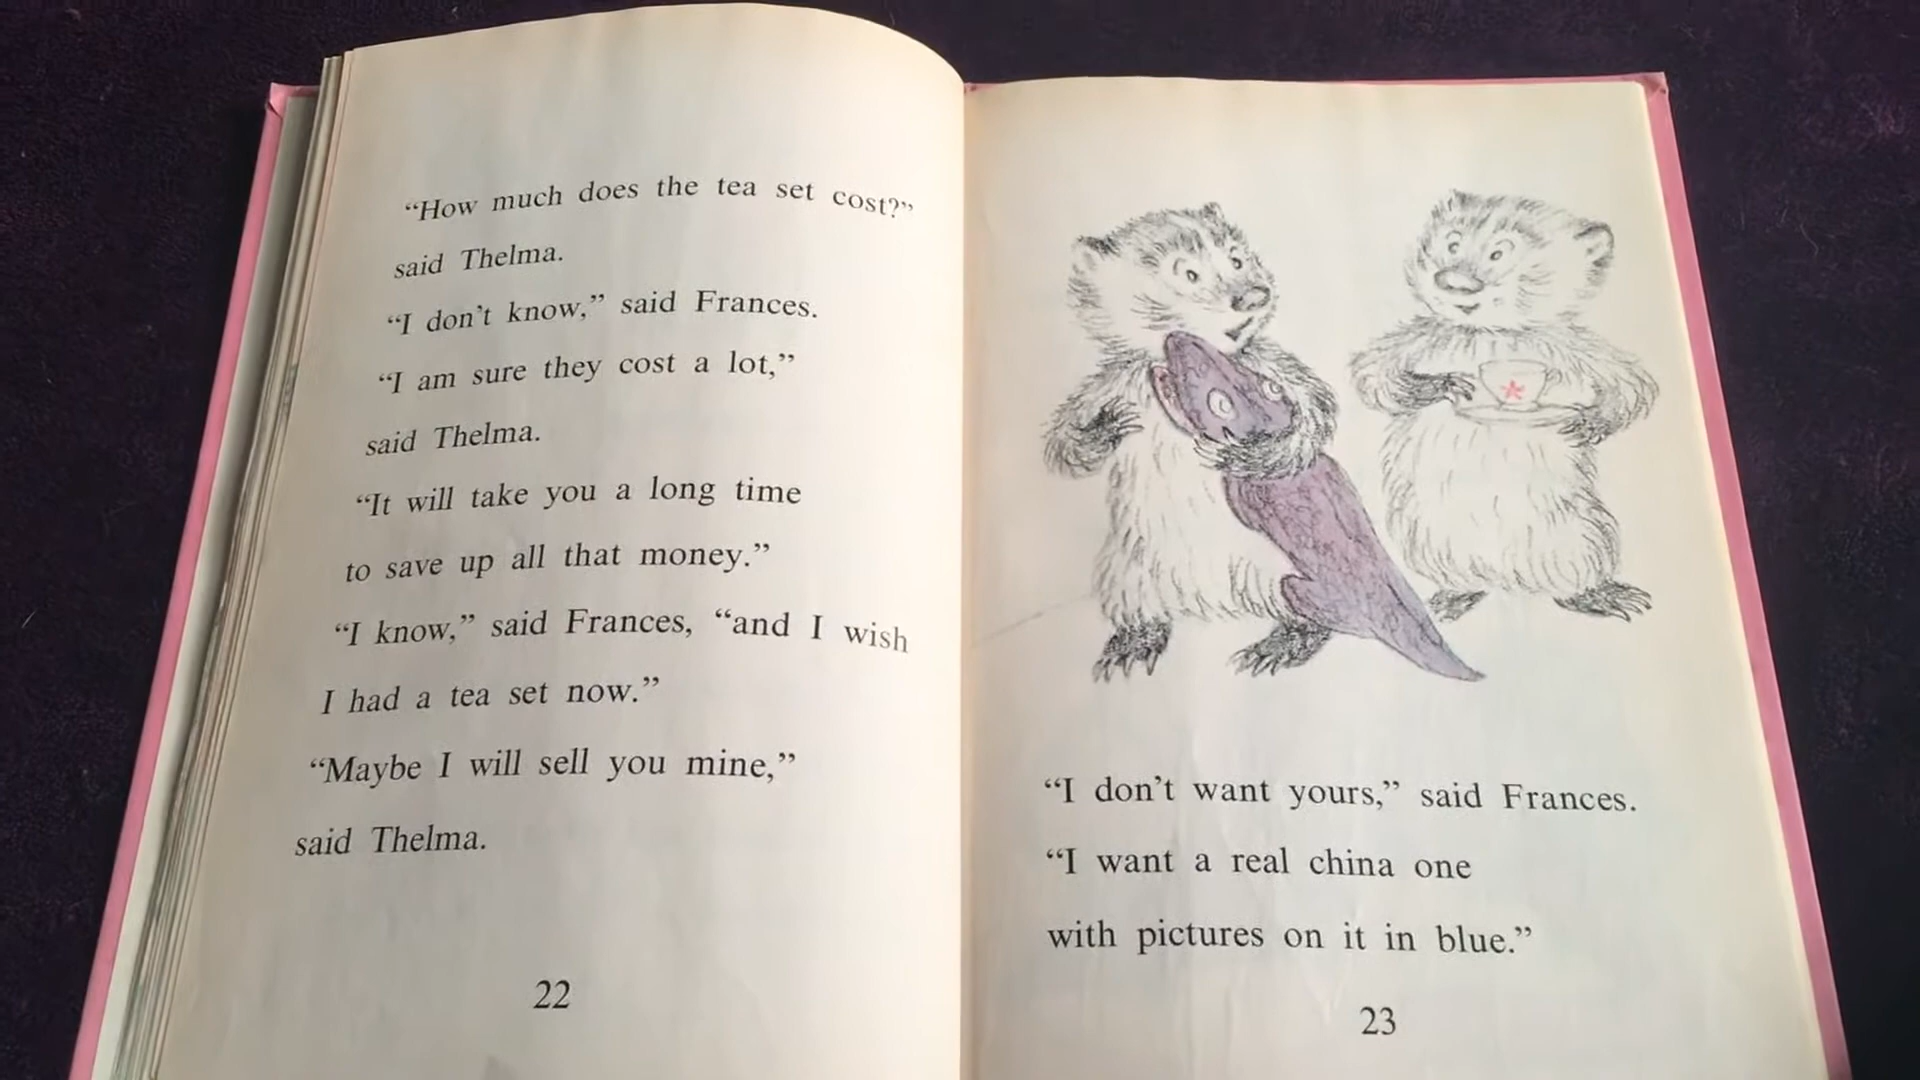 “How much does the tea set cost?”
said Thelma.
“I don’t know,” said Frances.
“I am sure they cost a lot,”
said Thelma.
“It will take you a long time
to save up all that money.”
“I know,” said Frances, “and I wish
I had a tea set now.”
“Maybe I will sell you mine,”
said Thelma.
22
“I don’t want yours,” said Frances.
“I want a real china one
with pictures on it in blue.”
23